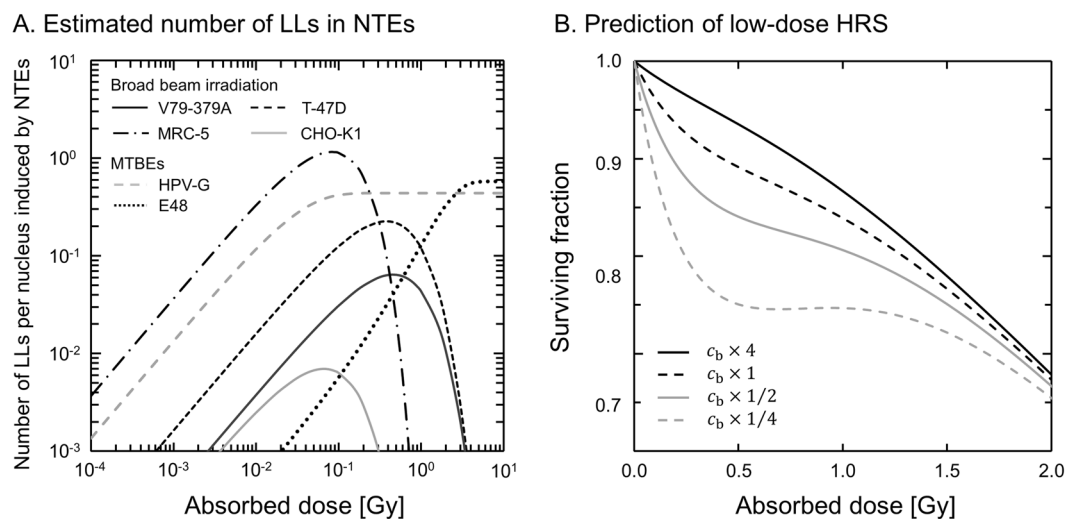 A. Estimated number of LLs in NTEs
Number of LLs per nucleus induced by NTEs
10^1
10^0
10^-1
10^-2
10^-3
Broad beam irradiation
V79-379A
T-47D
MRC-5
CHO-K1
MTBEs
HPV-G
E48
10^-4
10^-3
10^-2
10^-1
10^0
10^1
Absorbed dose [Gy]
B. Prediction of low-dose HRS
Surviving fraction
1.0
0.9
0.8
0.7
c_b × 4
c_b × 1
c_b × 1/2
c_b × 1/4
0.0
0.5
1.0
1.5
2.0
Absorbed dose [Gy]